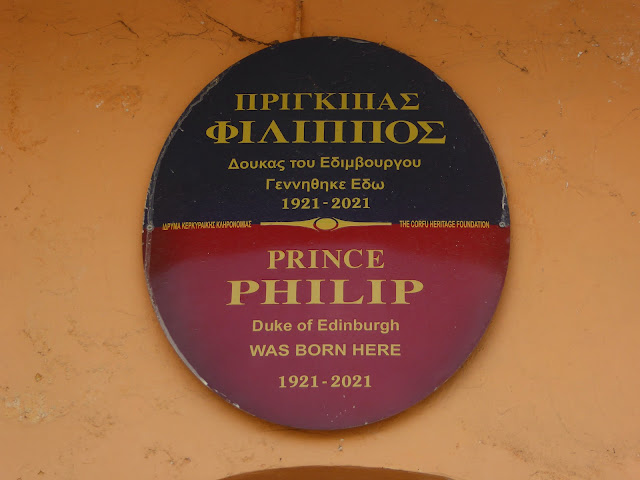 ΠΡΙΓΚΙΠΑΣ
ΦΙΛΙΠΠΟΣ
Δουκας του Εδιμβουργου
Γεννηθηκε Εδω
1921-2021
ΙΔΡΥΜΑ ΚΕΡΚΥΡΑΙΚΗΣ ΚΛΗΡΟΝΟΜΙΑΣ THE CORFU HERITAGE FOUNDATION
PRINCE
PHILIP
Duke of Edinburgh
WAS BORN HERE
1921-2021